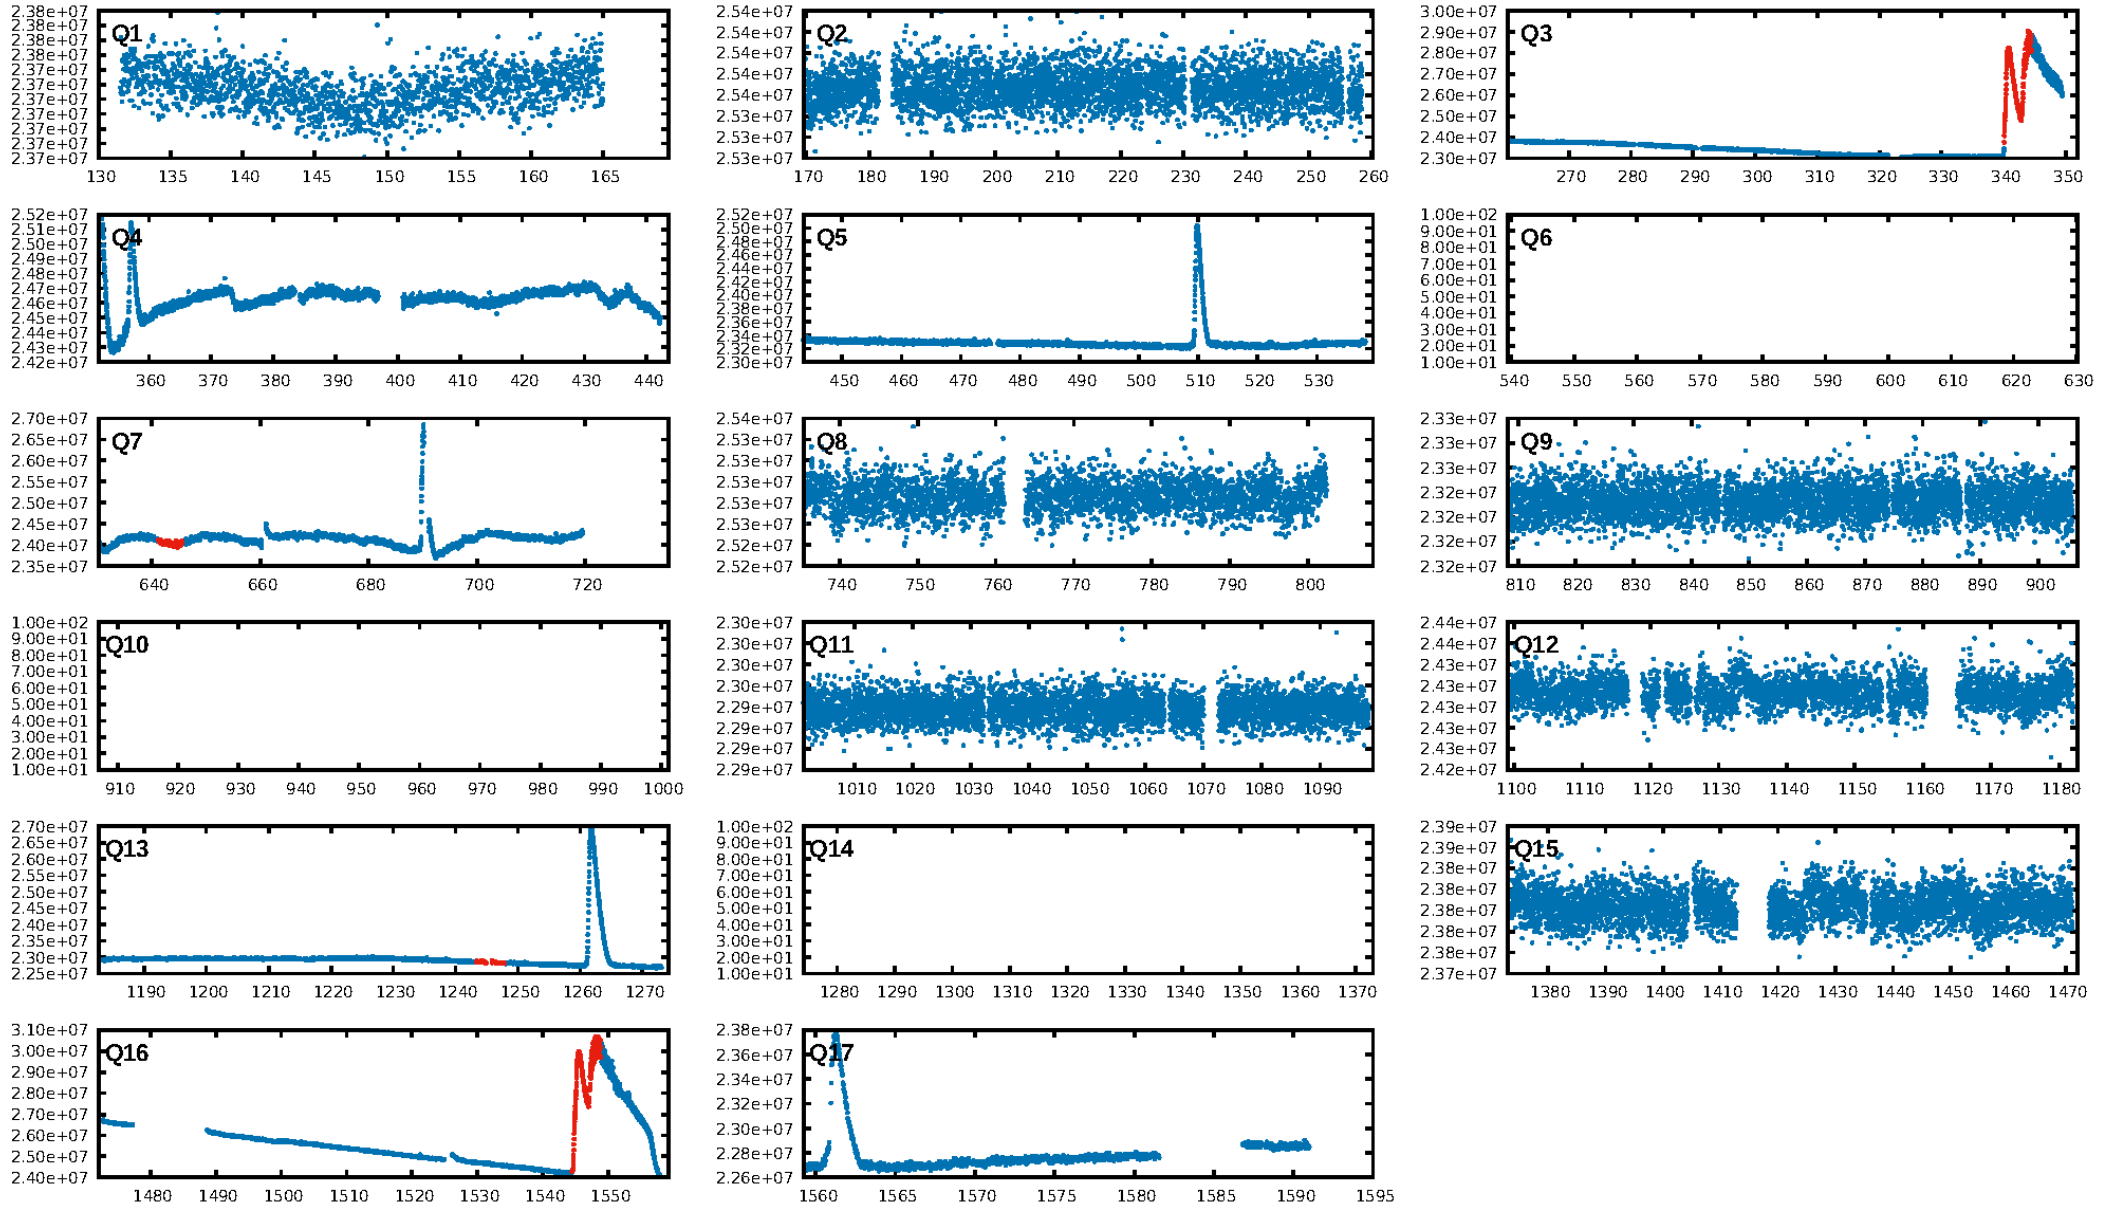 Q1
2.38e+07
2.38e+07
2.38e+07
2.38e+07
2.37e+07
2.37e+07
2.37e+07
2.37e+07
2.37e+07
2.37e+07
2.37e+07
130 135 140 145 150 155 160 165
Q2
2.54e+07
2.54e+07
2.54e+07
2.54e+07
2.54e+07
2.53e+07
2.53e+07
2.53e+07
170 180 190 200 210 220 230 240 250 260
Q3
3.00e+07
2.90e+07
2.80e+07
2.70e+07
2.60e+07
2.50e+07
2.40e+07
2.30e+07
270 280 290 300 310 320 330 340 350
Q4
2.52e+07
2.51e+07
2.50e+07
2.49e+07
2.48e+07
2.47e+07
2.46e+07
2.45e+07
2.44e+07
2.43e+07
2.42e+07
360 370 380 390 400 410 420 430 440
Q5
2.52e+07
2.50e+07
2.48e+07
2.46e+07
2.44e+07
2.42e+07
2.40e+07
2.38e+07
2.36e+07
2.34e+07
2.32e+07
2.30e+07
450 460 470 480 490 500 510 520 530
Q6
1.00e+02
9.00e+01
8.00e+01
7.00e+01
6.00e+01
5.00e+01
4.00e+01
3.00e+01
2.00e+01
1.00e+01
540 550 560 570 580 590 600 610 620 630
Q7
2.70e+07
2.65e+07
2.60e+07
2.55e+07
2.50e+07
2.45e+07
2.40e+07
2.35e+07
640 660 680 700 720
Q8
2.54e+07
2.53e+07
2.53e+07
2.53e+07
2.53e+07
2.53e+07
2.52e+07
2.52e+07
740 750 760 770 780 790 800
Q9
2.33e+07
2.33e+07
2.33e+07
2.32e+07
2.32e+07
2.32e+07
2.32e+07
810 820 830 840 850 860 870 880 890 900
Q10
1.00e+02
9.00e+01
8.00e+01
7.00e+01
6.00e+01
5.00e+01
4.00e+01
3.00e+01
2.00e+01
1.00e+01
910 920 930 940 950 960 970 980 990 1000
Q11
2.30e+07
2.30e+07
2.30e+07
2.30e+07
2.29e+07
2.29e+07
2.29e+07
2.29e+07
1010 1020 1030 1040 1050 1060 1070 1080 1090
Q12
2.44e+07
2.44e+07
2.43e+07
2.43e+07
2.43e+07
2.43e+07
2.43e+07
2.42e+07
1100 1110 1120 1130 1140 1150 1160 1170 1180
Q13
2.70e+07
2.65e+07
2.60e+07
2.55e+07
2.50e+07
2.45e+07
2.40e+07
2.35e+07
2.30e+07
2.25e+07
1190 1200 1210 1220 1230 1240 1250 1260 1270
Q14
1.00e+02
9.00e+01
8.00e+01
7.00e+01
6.00e+01
5.00e+01
4.00e+01
3.00e+01
2.00e+01
1.00e+01
1280 1290 1300 1310 1320 1330 1340 1350 1360 1370
Q15
2.39e+07
2.39e+07
2.38e+07
2.38e+07
2.38e+07
2.38e+07
2.38e+07
2.37e+07
1380 1390 1400 1410 1420 1430 1440 1450 1460 1470
Q16
3.10e+07
3.00e+07
2.90e+07
2.80e+07
2.70e+07
2.60e+07
2.50e+07
2.40e+07
1480 1490 1500 1510 1520 1530 1540 1550
Q17
2.38e+07
2.36e+07
2.34e+07
2.32e+07
2.30e+07
2.28e+07
2.26e+07
1560 1565 1570 1575 1580 1585 1590 1595